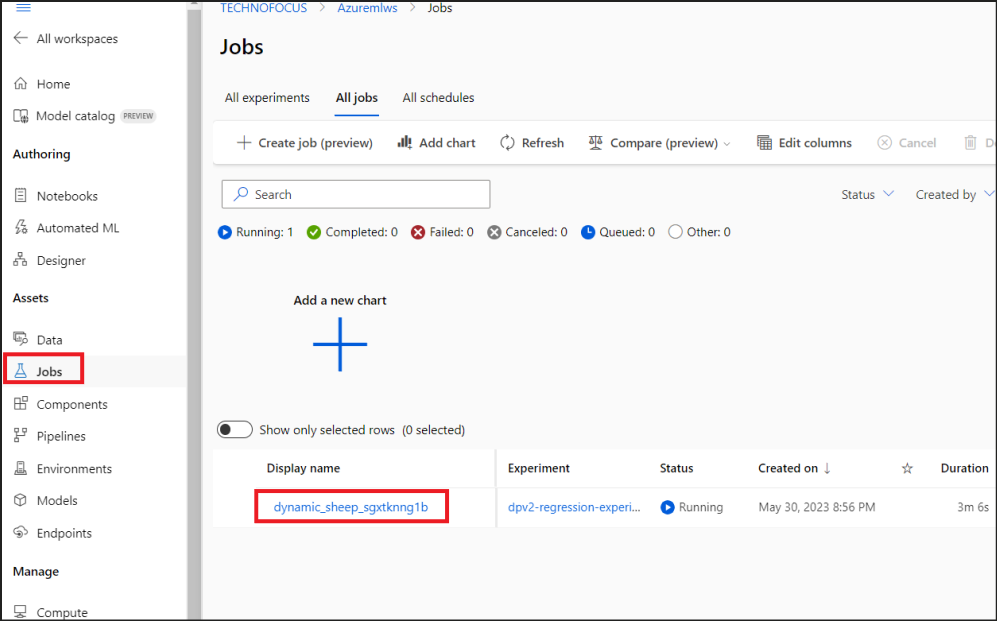 TECHNOFOCUS > Azuremlws > Jobs
All workspaces
Home
Model catalog PREVIEW
Authoring
Notebooks
Automated ML
Designer
Assets
Data
Jobs
Components
Pipelines
Environments
Models
Endpoints
Manage
Compute
Jobs
All experiments All jobs All schedules
Create job (preview) Add chart Refresh Compare (preview) Edit columns Cancel
Search
Status Created by
Running: 1 Completed: 0 Failed: 0 Canceled: 0 Queued: 0 Other: 0
Add a new chart
Show only selected rows (0 selected)
Display name Experiment Status Created on ↓ Duration
dynamic_sheep_sgxtknng1b dpv2-regression-experi... Running May 30, 2023 8:56 PM 3m 6s